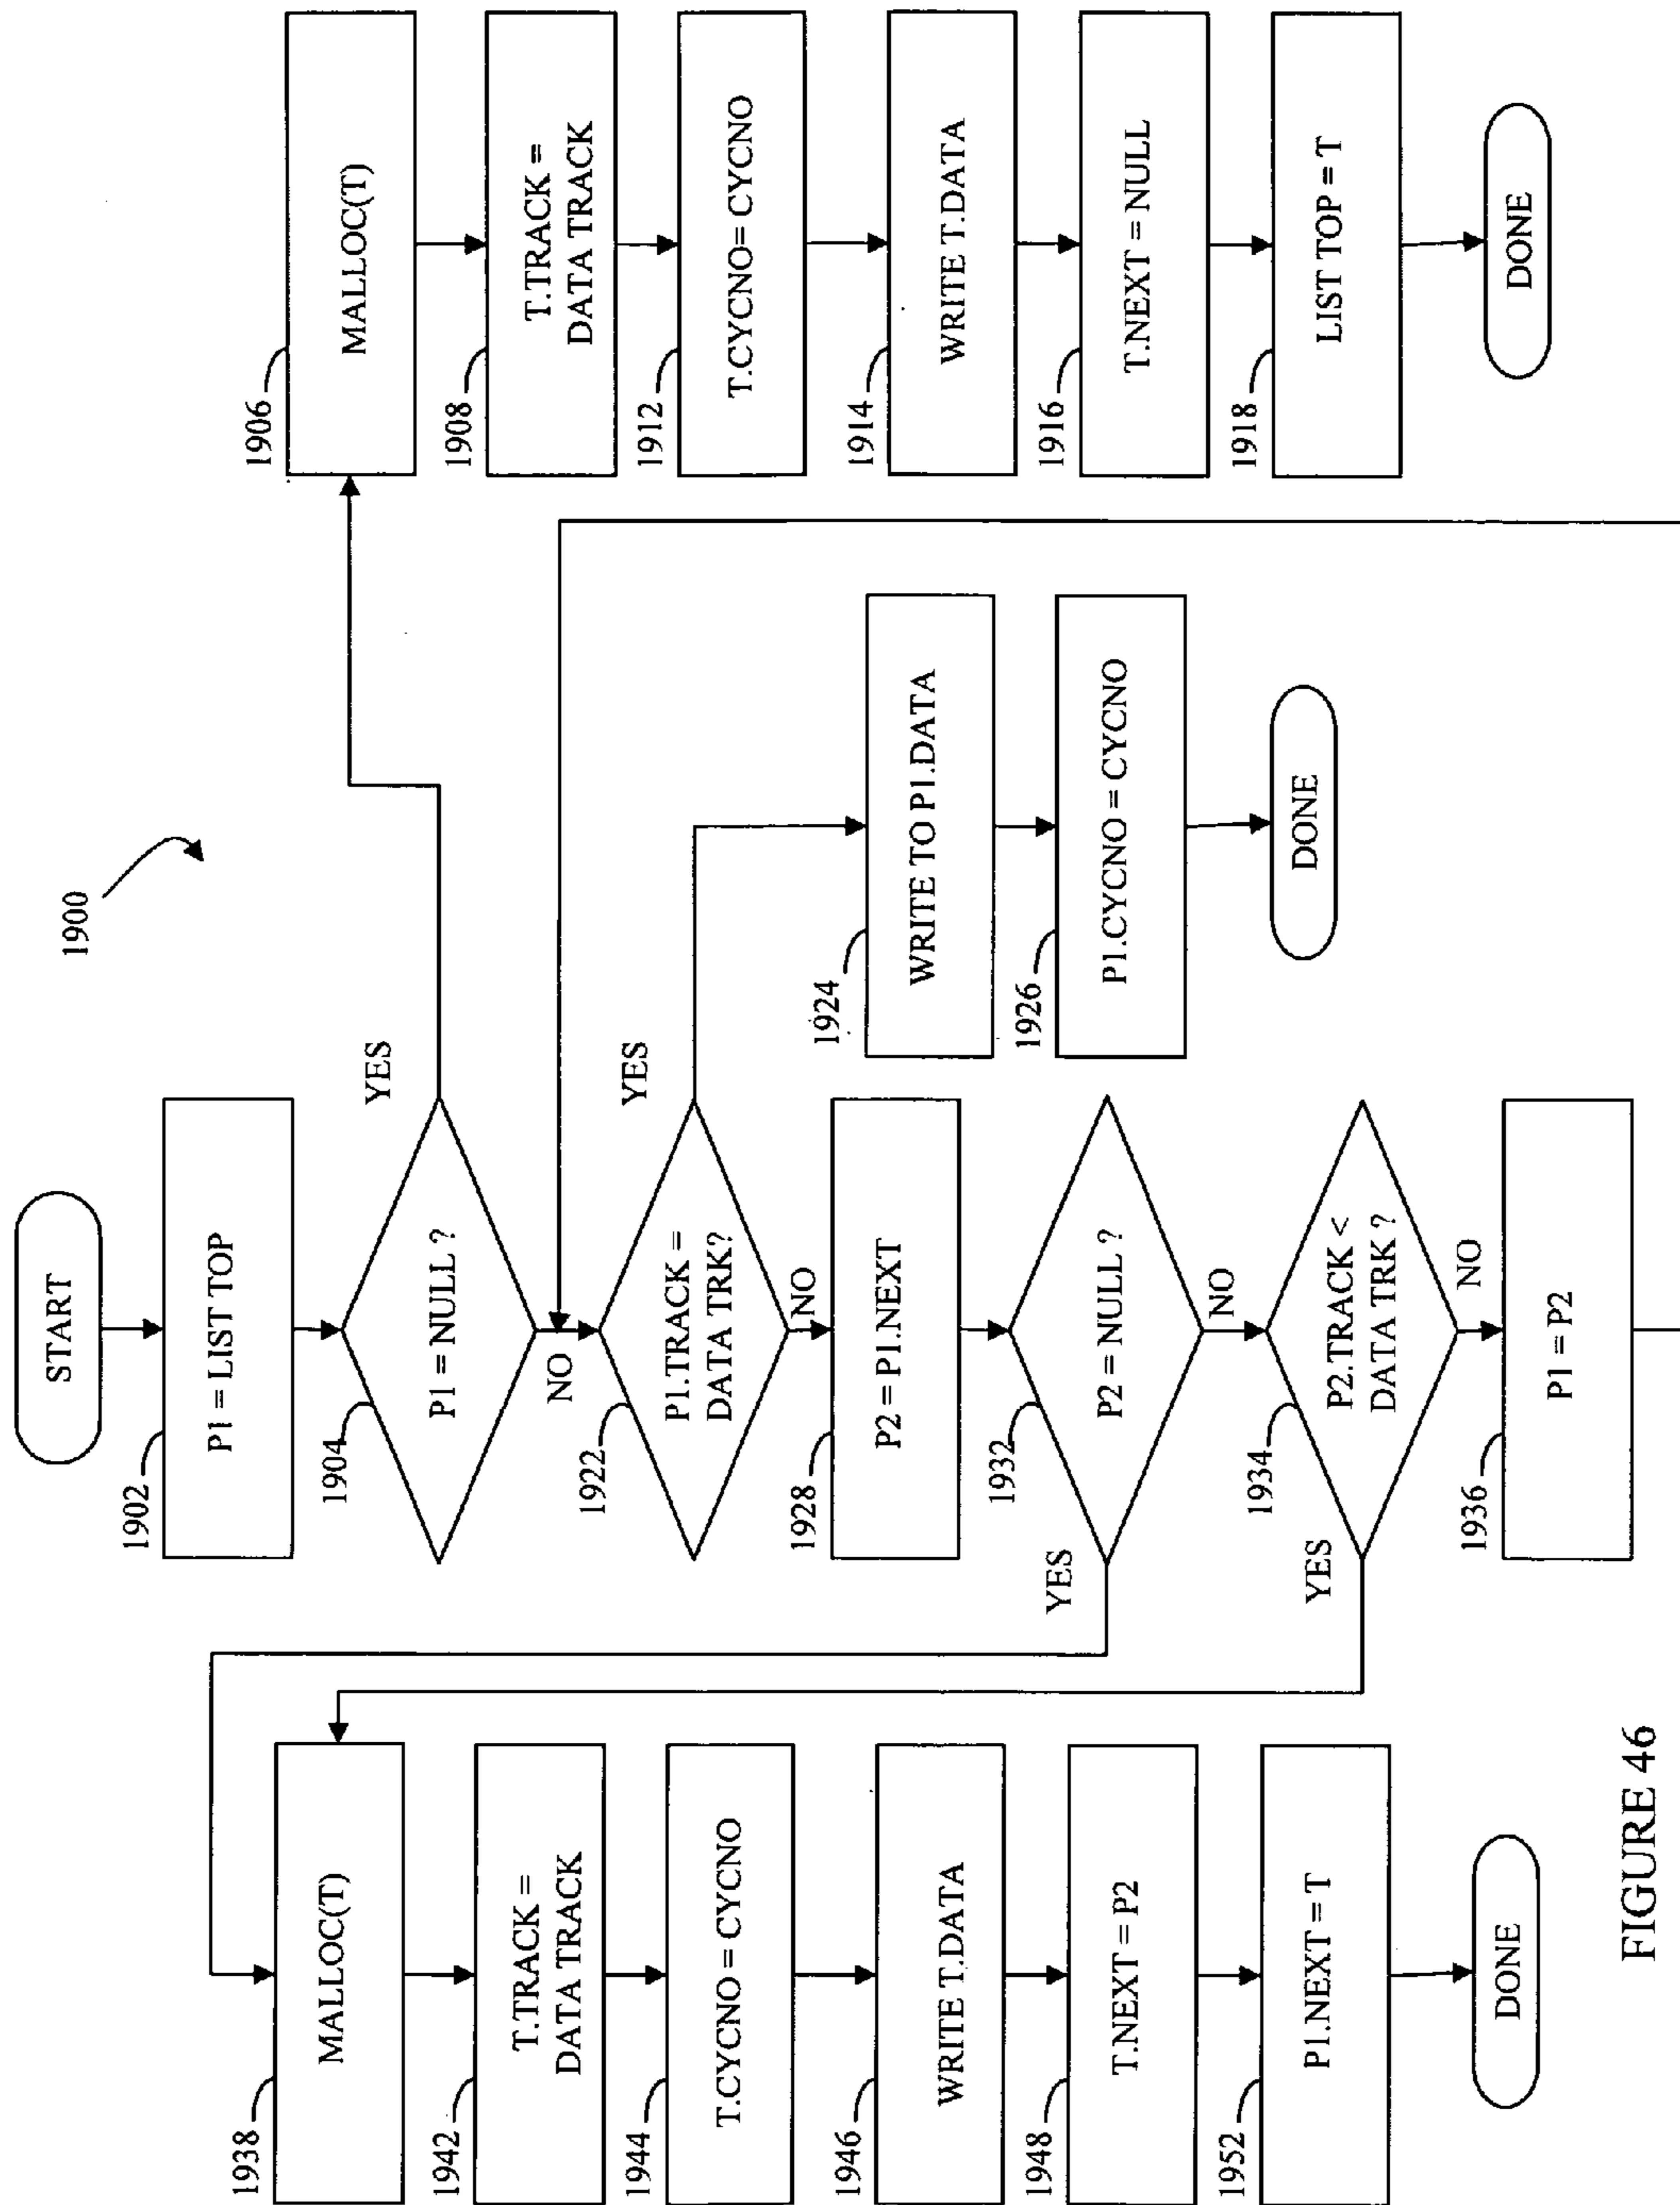 1900
START
1902
P1 = LIST TOP
1904
P1 = NULL ?
YES
NO
1906
MALLOC(T)
1908
T.TRACK =
DATA TRACK
1912
T.CYCNO= CYCNO
1914
WRITE T.DATA
1916
T.NEXT = NULL
1918
LIST TOP = T
DONE
1922
P1.TRACK =
DATA TRK?
YES
NO
1924
WRITE TO P1.DATA
1926
P1.CYCNO = CYCNO
DONE
1928
P2 = P1.NEXT
1932
P2 = NULL ?
YES
NO
1934
P2.TRACK <
DATA TRK ?
YES
NO
1936
P1 = P2
1938
MALLOC(T)
1942
T.TRACK =
DATA TRACK
1944
T.CYCNO = CYCNO
1946
WRITE T.DATA
1948
T.NEXT = P2
1952
P1.NEXT = T
DONE
FIGURE 46